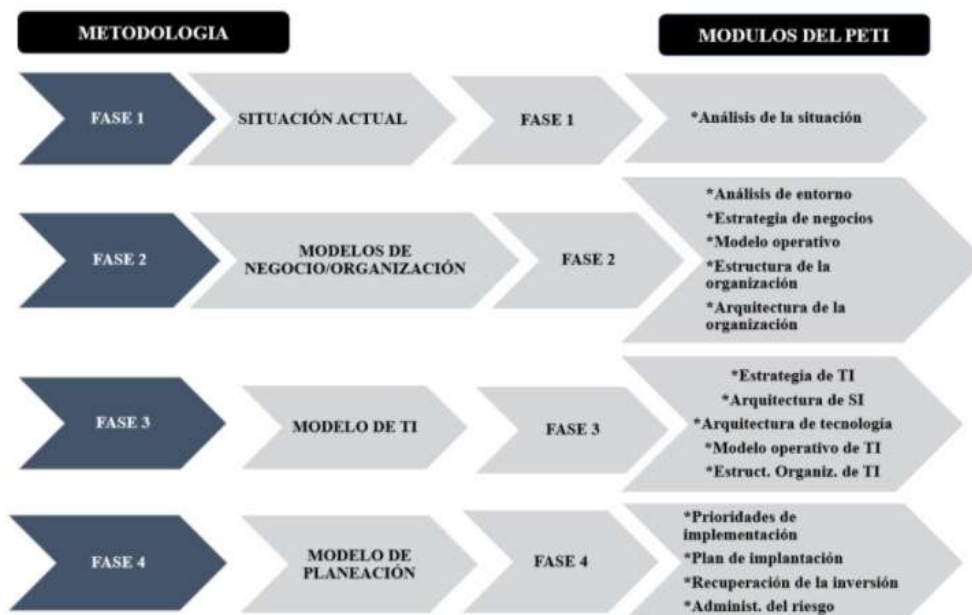 METODOLOGIA
MODULOS DEL PETI
FASE 1
SITUACIÓN ACTUAL
FASE 1
*Análisis de la situación
FASE 2
MODELOS DE
NEGOCIO/ORGANIZACIÓN
FASE 2
*Análisis de entorno
*Estrategia de negocios
*Modelo operativo
*Estructura de la
organización
*Arquitectura de la
organización
FASE 3
MODELO DE TI
FASE 3
*Estrategia de TI
*Arquitectura de SI
*Arquitectura de tecnología
*Modelo operativo de TI
*Estruct. Organiz. de TI
FASE 4
MODELO DE
PLANEACIÓN
FASE 4
*Prioridades de
implementación
*Plan de implantación
*Recuperación de la inversión
*Administ. del riesgo